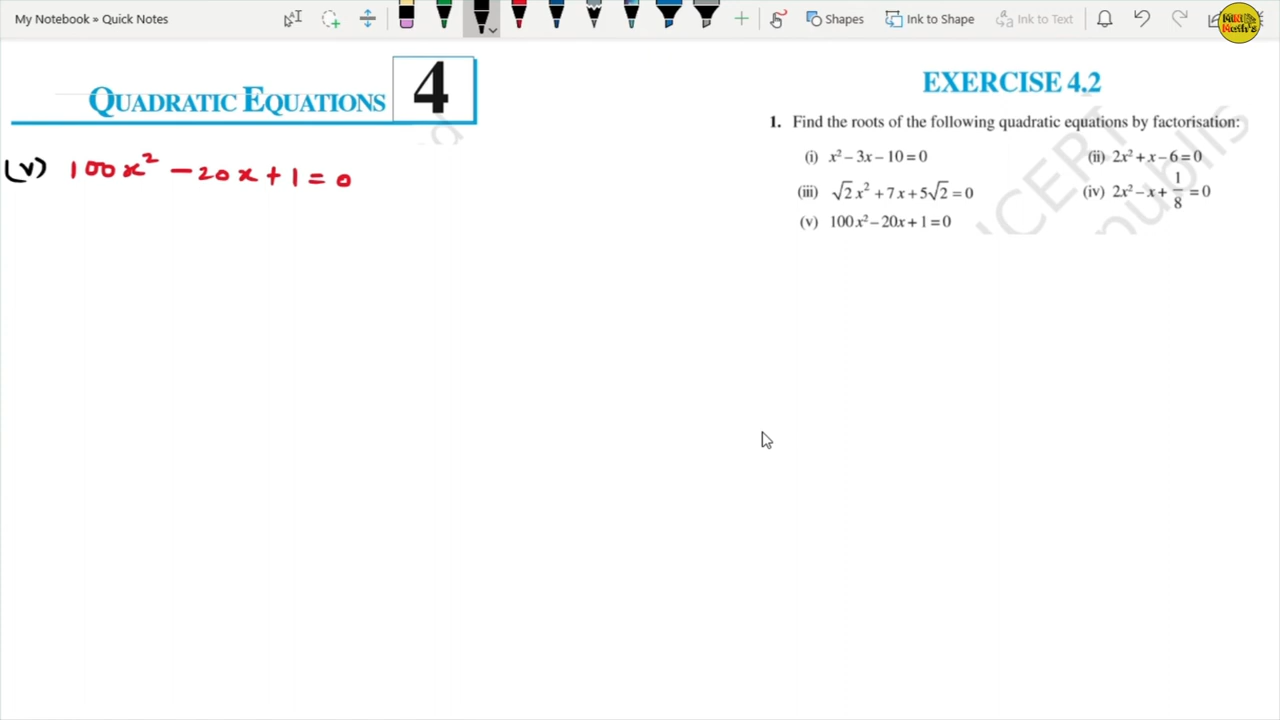 My Notebook » Quick Notes
Shapes
Ink to Shape
Ink to Text
QUADRATIC EQUATIONS 4
(v) 100x² - 20x + 1 = 0
EXERCISE 4.2
1. Find the roots of the following quadratic equations by factorisation:
(i) x² – 3x – 10 = 0 (ii) 2x² + x – 6 = 0
(iii) √2 x² + 7x + 5√2 = 0 (iv) 2x² – x + 1/8 = 0
(v) 100x² – 20x + 1 = 0